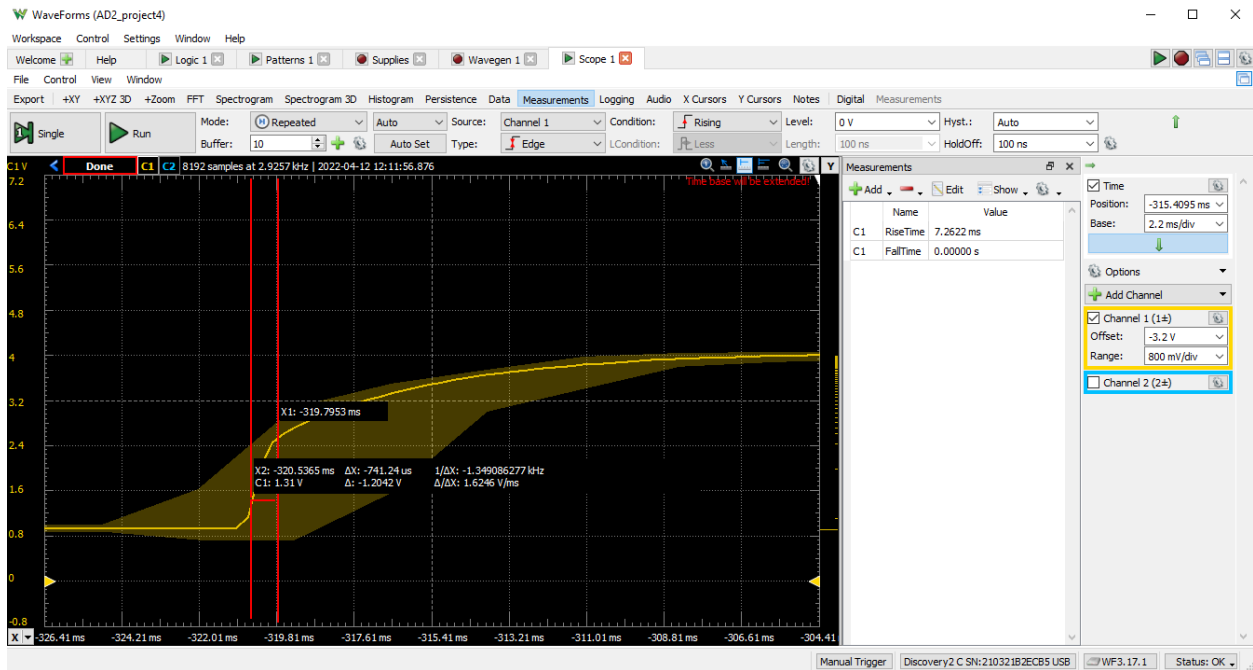 WaveForms (AD2_project4)
Workspace Control Settings Window Help
Welcome Help Logic 1 Patterns 1 Supplies Wavegen 1 Scope 1
File Control View Window
Export +XY +XYZ 3D +Zoom FFT Spectrogram Spectrogram 3D Histogram Persistence Data Measurements Logging Audio X Cursors Y Cursors Notes Digital Measurements
Single Run Mode: Repeated Auto Source: Channel 1 Condition: Rising Level: 0 V Hyst.: Auto
Buffer: 10 Auto Set Type: Edge LCondition: Less Length: 100 ns HoldOff: 100 ns
C1 V Done C1 C2 8192 samples at 2.9257 kHz | 2022-04-12 12:11:56.876 Y
Time base will be extended!
7.2
6.4
5.6
4.8
4
3.2
2.4
1.6
0.8
0
-0.8
X1: -319.7953 ms
X2: -320.5365 ms ΔX: -741.24 us 1/ΔX: -1.349086277 kHz
C1: 1.31 V Δ: -1.2042 V Δ/ΔX: 1.6246 V/ms
X -326.41 ms -324.21 ms -322.01 ms -319.81 ms -317.61 ms -315.41 ms -313.21 ms -311.01 ms -308.81 ms -306.61 ms -304.41
Measurements
Add Edit Show
Name Value
C1 RiseTime 7.2622 ms
C1 FallTime 0.00000 s
Time
Position: -315.4095 ms
Base: 2.2 ms/div
Options
Add Channel
Channel 1 (1±)
Offset: -3.2 V
Range: 800 mV/div
Channel 2 (2±)
Manual Trigger Discovery2 C SN:210321B2ECB5 USB WF3.17.1 Status: OK